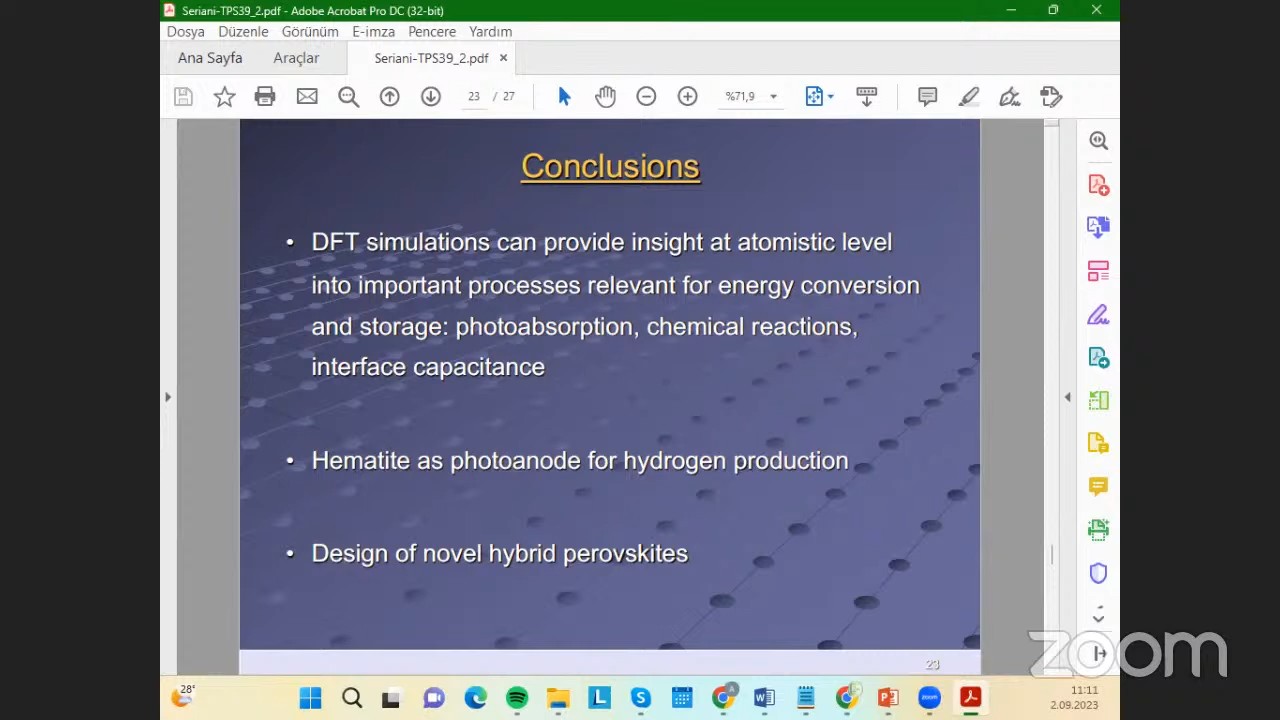 Seriani-TPS39_2.pdf - Adobe Acrobat Pro DC (32-bit)
Dosya Düzenle Görünüm E-imza Pencere Yardım
Ana Sayfa Araçlar Seriani-TPS39_2.pdf ×
23 / 27 %71,9
Conclusions
• DFT simulations can provide insight at atomistic level
into important processes relevant for energy conversion
and storage: photoabsorption, chemical reactions,
interface capacitance
• Hematite as photoanode for hydrogen production
• Design of novel hybrid perovskites
23
zoom
28°
11:11
2.09.2023